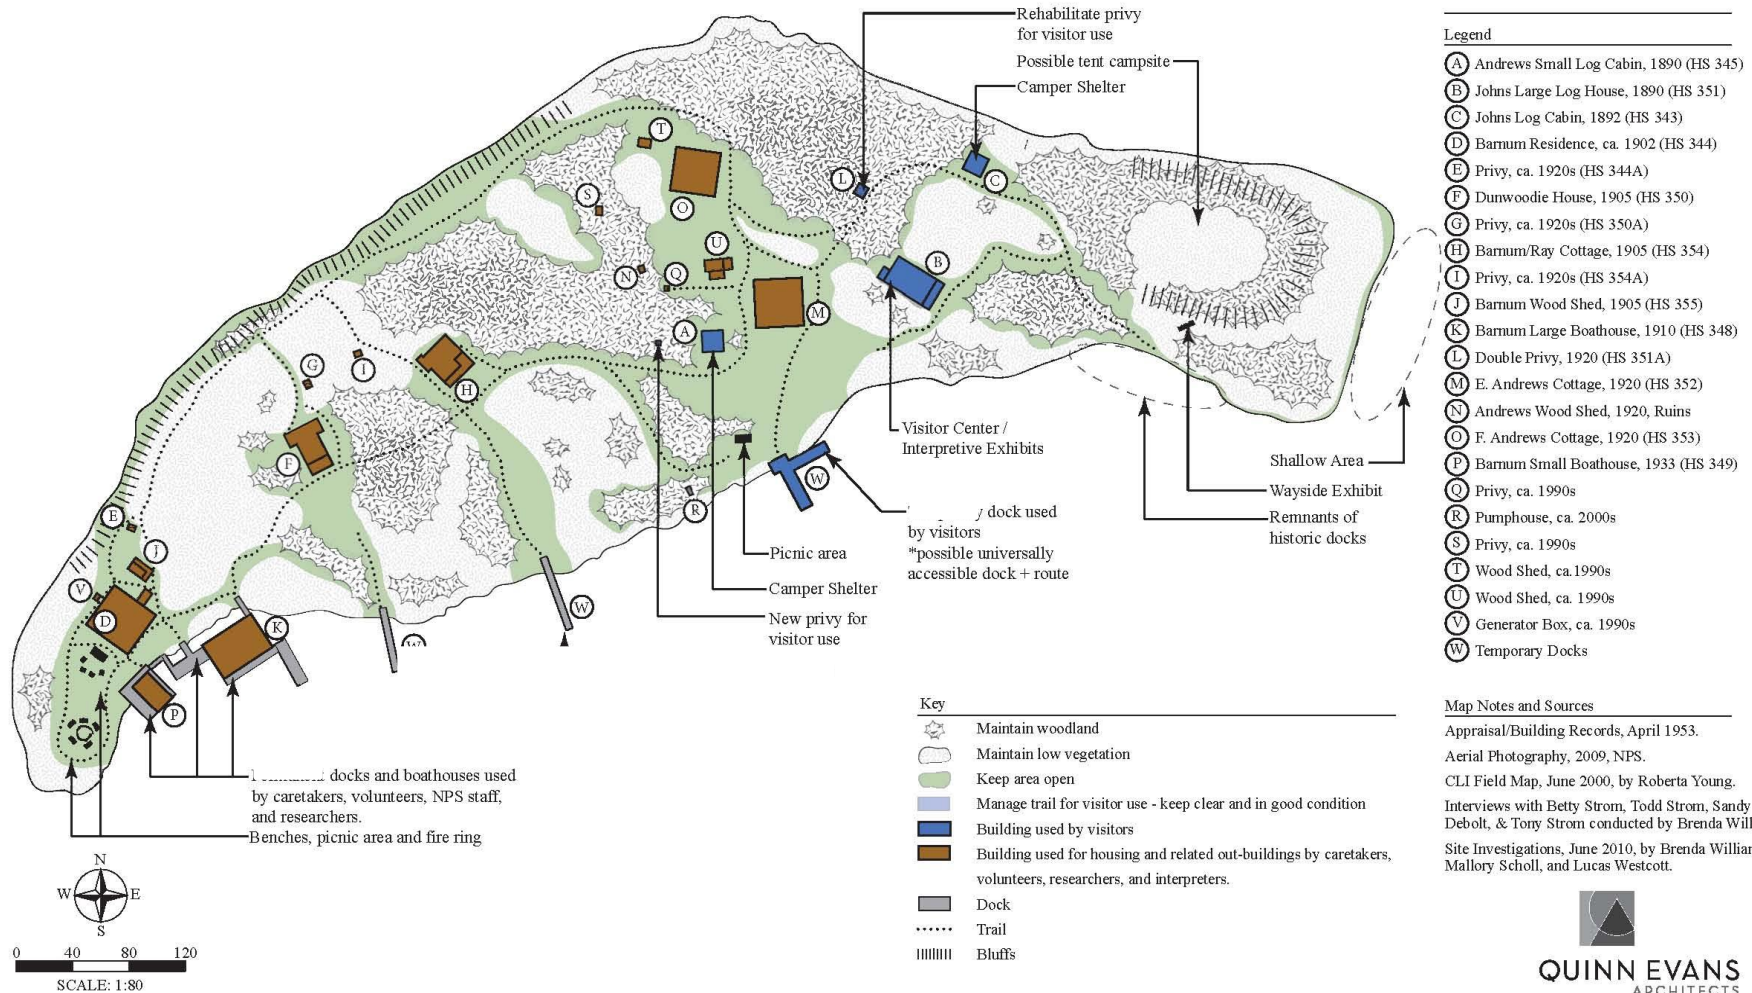 Rehabilitate privy
for visitor use
Possible tent campsite
Camper Shelter
T
S
O
L
C
U
B
N
Q
M
A
G
I
H
F
E
J
V
D
K
P
R
W
W
Visitor Center /
Interpretive Exhibits
dock used
by visitors
*possible universally
accessible dock + route
Picnic area
Camper Shelter
New privy for
visitor use
Shallow Area
Wayside Exhibit
Remnants of
historic docks
docks and boathouses used
by caretakers, volunteers, NPS staff,
and researchers.
Benches, picnic area and fire ring
N
W E
S
0 40 80 120
SCALE: 1:80
Key
Maintain woodland
Maintain low vegetation
Keep area open
Manage trail for visitor use - keep clear and in good condition
Building used by visitors
Building used for housing and related out-buildings by caretakers,
volunteers, researchers, and interpreters.
Dock
Trail
Bluffs
Legend
A Andrews Small Log Cabin, 1890 (HS 345)
B Johns Large Log House, 1890 (HS 351)
C Johns Log Cabin, 1892 (HS 343)
D Barnum Residence, ca. 1902 (HS 344)
E Privy, ca. 1920s (HS 344A)
F Dunwoodie House, 1905 (HS 350)
G Privy, ca. 1920s (HS 350A)
H Barnum/Ray Cottage, 1905 (HS 354)
I Privy, ca. 1920s (HS 354A)
J Barnum Wood Shed, 1905 (HS 355)
K Barnum Large Boathouse, 1910 (HS 348)
L Double Privy, 1920 (HS 351A)
M E. Andrews Cottage, 1920 (HS 352)
N Andrews Wood Shed, 1920, Ruins
O F. Andrews Cottage, 1920 (HS 353)
P Barnum Small Boathouse, 1933 (HS 349)
Q Privy, ca. 1990s
R Pumphouse, ca. 2000s
S Privy, ca. 1990s
T Wood Shed, ca.1990s
U Wood Shed, ca. 1990s
V Generator Box, ca. 1990s
W Temporary Docks
Map Notes and Sources
Appraisal/Building Records, April 1953.
Aerial Photography, 2009, NPS.
CLI Field Map, June 2000, by Roberta Young.
Interviews with Betty Strom, Todd Strom, Sandy
Debolt, & Tony Strom conducted by Brenda Will
Site Investigations, June 2010, by Brenda Williar
Mallory Scholl, and Lucas Westcott.
QUINN EVANS
ARCHITECTS